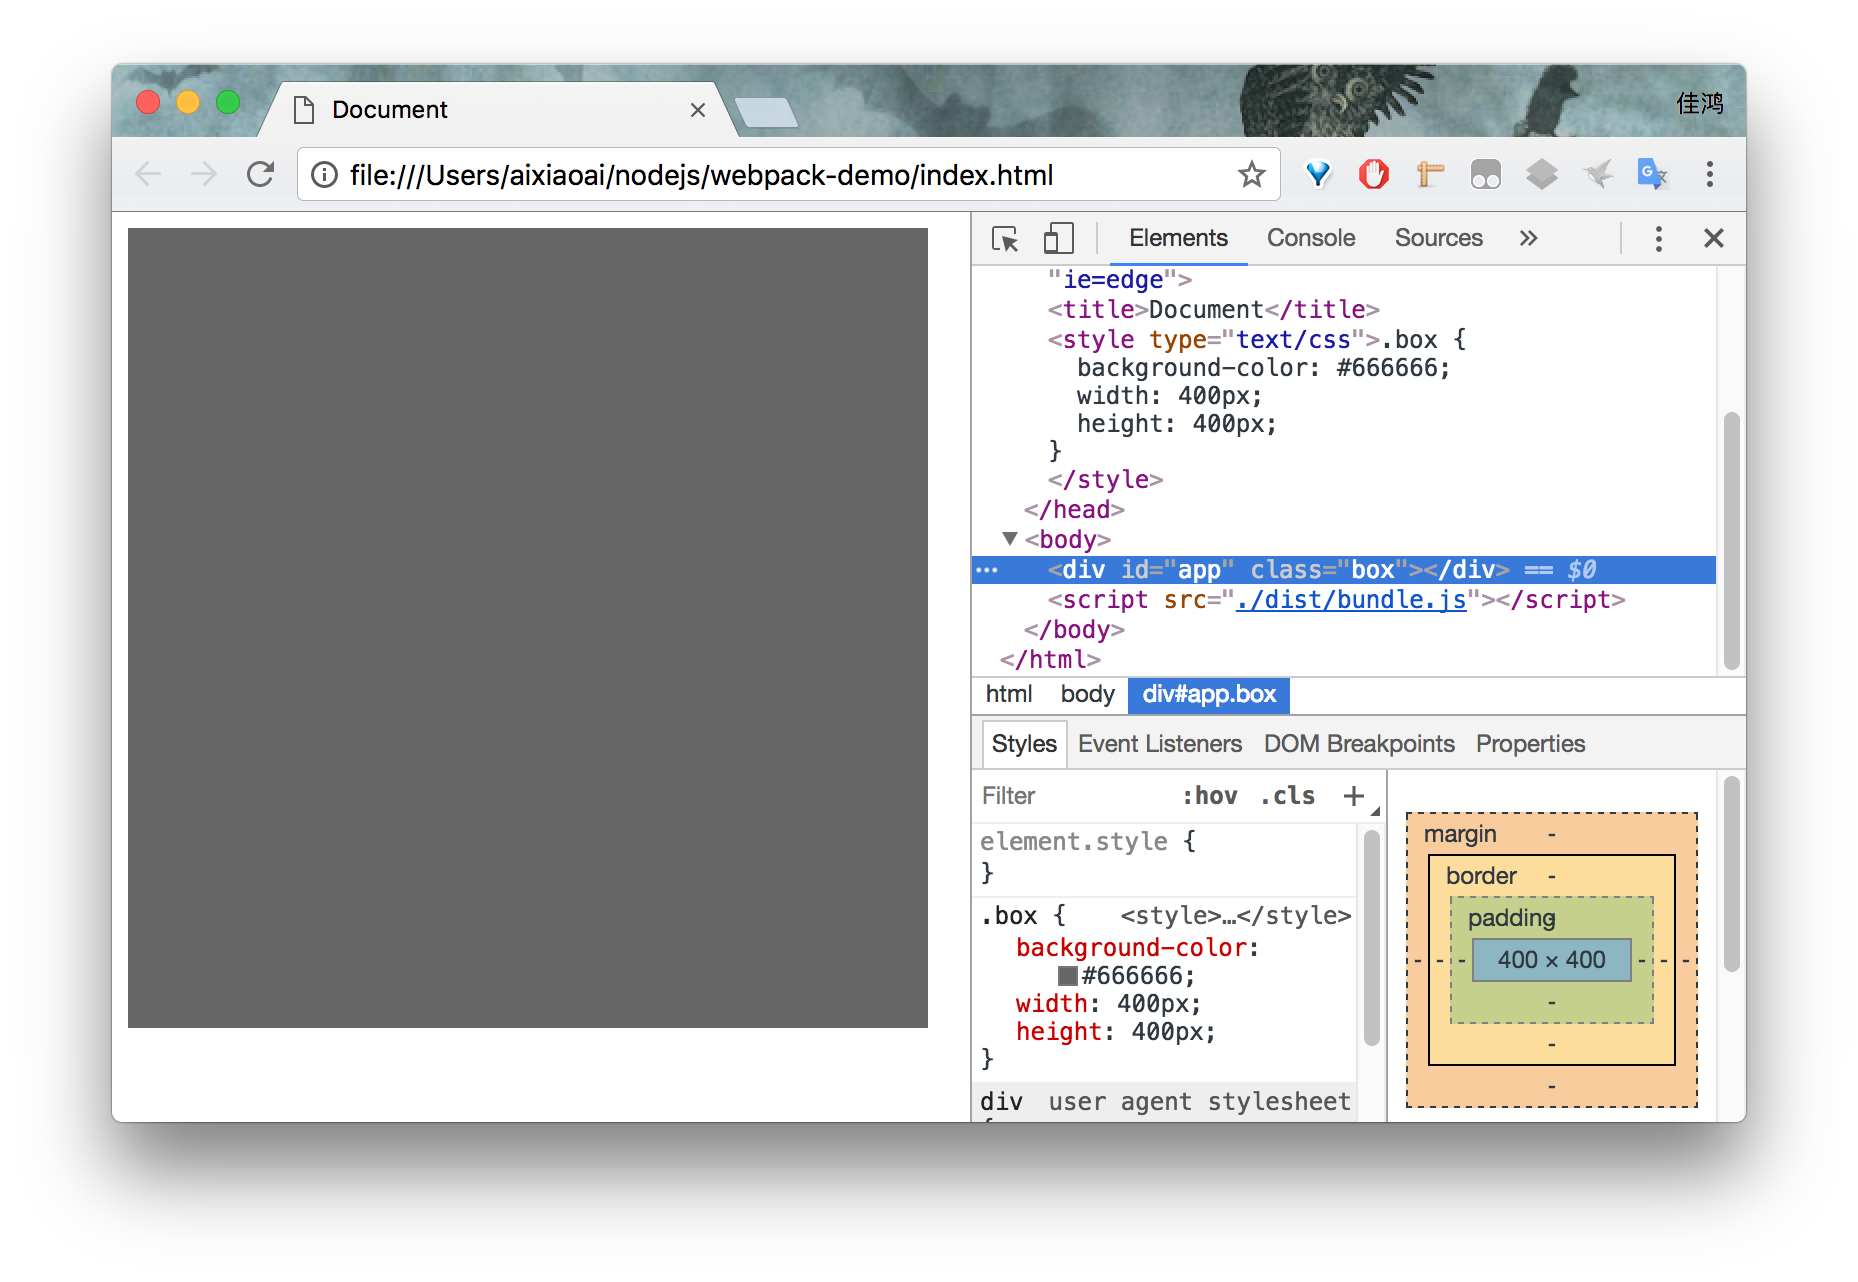 Document
佳鸿
file:///Users/aixiaoai/nodejs/webpack-demo/index.html
Elements Console Sources »
"ie=edge">
<title>Document</title>
<style type="text/css">.box {
background-color: #666666;
width: 400px;
height: 400px;
}
</style>
</head>
<body>
<div id="app" class="box"></div> == $0
<script src="./dist/bundle.js"></script>
</body>
</html>
html body div#app.box
Styles Event Listeners DOM Breakpoints Properties
Filter :hov .cls +
element.style {
}
.box { <style>…</style>
background-color:
#666666;
width: 400px;
height: 400px;
}
div user agent stylesheet
margin -
border -
padding -
- - - 400 × 400 - - -
-
-
-